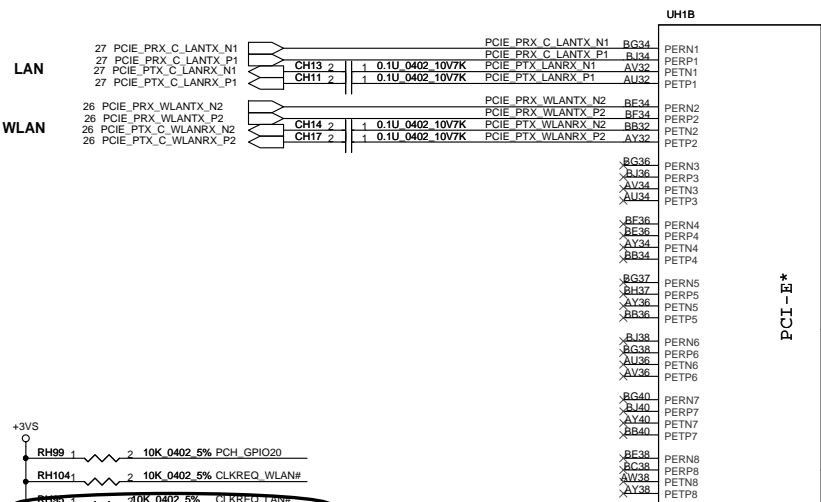 UH1B
LAN
27 PCIE_PRX_C_LANTX_N1 PCIE_PRX_C_LANTX_N1 BG34 PERN1
27 PCIE_PRX_C_LANTX_P1 PCIE_PRX_C_LANTX_P1 BJ34 PERP1
27 PCIE_PTX_C_LANRX_N1 CH13 2 1 0.1U_0402_10V7K PCIE_PTX_LANRX_N1 AV32 PETN1
27 PCIE_PTX_C_LANRX_P1 CH11 2 1 0.1U_0402_10V7K PCIE_PTX_LANRX_P1 AU32 PETP1
WLAN
26 PCIE_PRX_WLANTX_N2 PCIE_PRX_WLANTX_N2 BE34 PERN2
26 PCIE_PRX_WLANTX_P2 PCIE_PRX_WLANTX_P2 BF34 PERP2
26 PCIE_PTX_C_WLANRX_N2 CH14 2 1 0.1U_0402_10V7K PCIE_PTX_WLANRX_N2 BB32 PETN2
26 PCIE_PTX_C_WLANRX_P2 CH17 2 1 0.1U_0402_10V7K PCIE_PTX_WLANRX_P2 AY32 PETP2
BG36 PERN3
BJ36 PERP3
AV34 PETN3
AU34 PETP3
BF36 PERN4
BE36 PERP4
AY34 PETN4
BB34 PETP4
BG37 PERN5
BH37 PERP5
AY36 PETN5
BB36 PETP5
BJ38 PERN6
BG38 PERP6
AU36 PETN6
AV36 PETP6
BG40 PERN7
BJ40 PERP7
AY40 PETN7
BB40 PETP7
BE38 PERN8
BC38 PERP8
AW38 PETN8
AY38 PETP8
PCI-E*
+3VS
RH99 1 2 10K_0402_5% PCH_GPIO20
RH104 1 2 10K_0402_5% CLKREQ_WLAN#
RH95 1 2 10K_0402_5% CLKREQ_LAN#